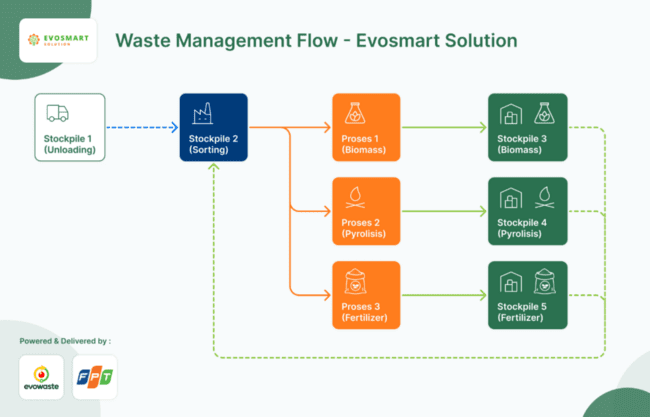 EVOSMART
SOLUTION
Waste Management Flow - Evosmart Solution
Stockpile 1
(Unloading)
Stockpile 2
(Sorting)
Proses 1
(Biomass)
Stockpile 3
(Biomass)
Proses 2
(Pyrolisis)
Stockpile 4
(Pyrolisis)
Proses 3
(Fertilizer)
Stockpile 5
(Fertilizer)
Powered & Delivered by :
evowaste
FPT